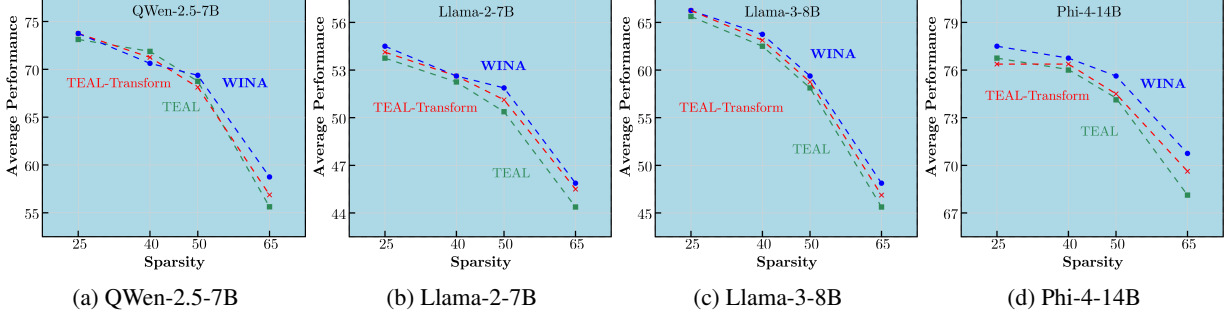 QWen-2.5-7B
Average Performance
75
70
65
60
55
TEAL-Transform
WINA
TEAL
25 40 50 65
Sparsity
(a) QWen-2.5-7B
Llama-2-7B
Average Performance
56
53
50
47
44
WINA
TEAL-Transform
TEAL
25 40 50 65
Sparsity
(b) Llama-2-7B
Llama-3-8B
Average Performance
65
60
55
50
45
WINA
TEAL-Transform
TEAL
25 40 50 65
Sparsity
(c) Llama-3-8B
Phi-4-14B
Average Performance
79
76
73
70
67
WINA
TEAL-Transform
TEAL
25 40 50 65
Sparsity
(d) Phi-4-14B